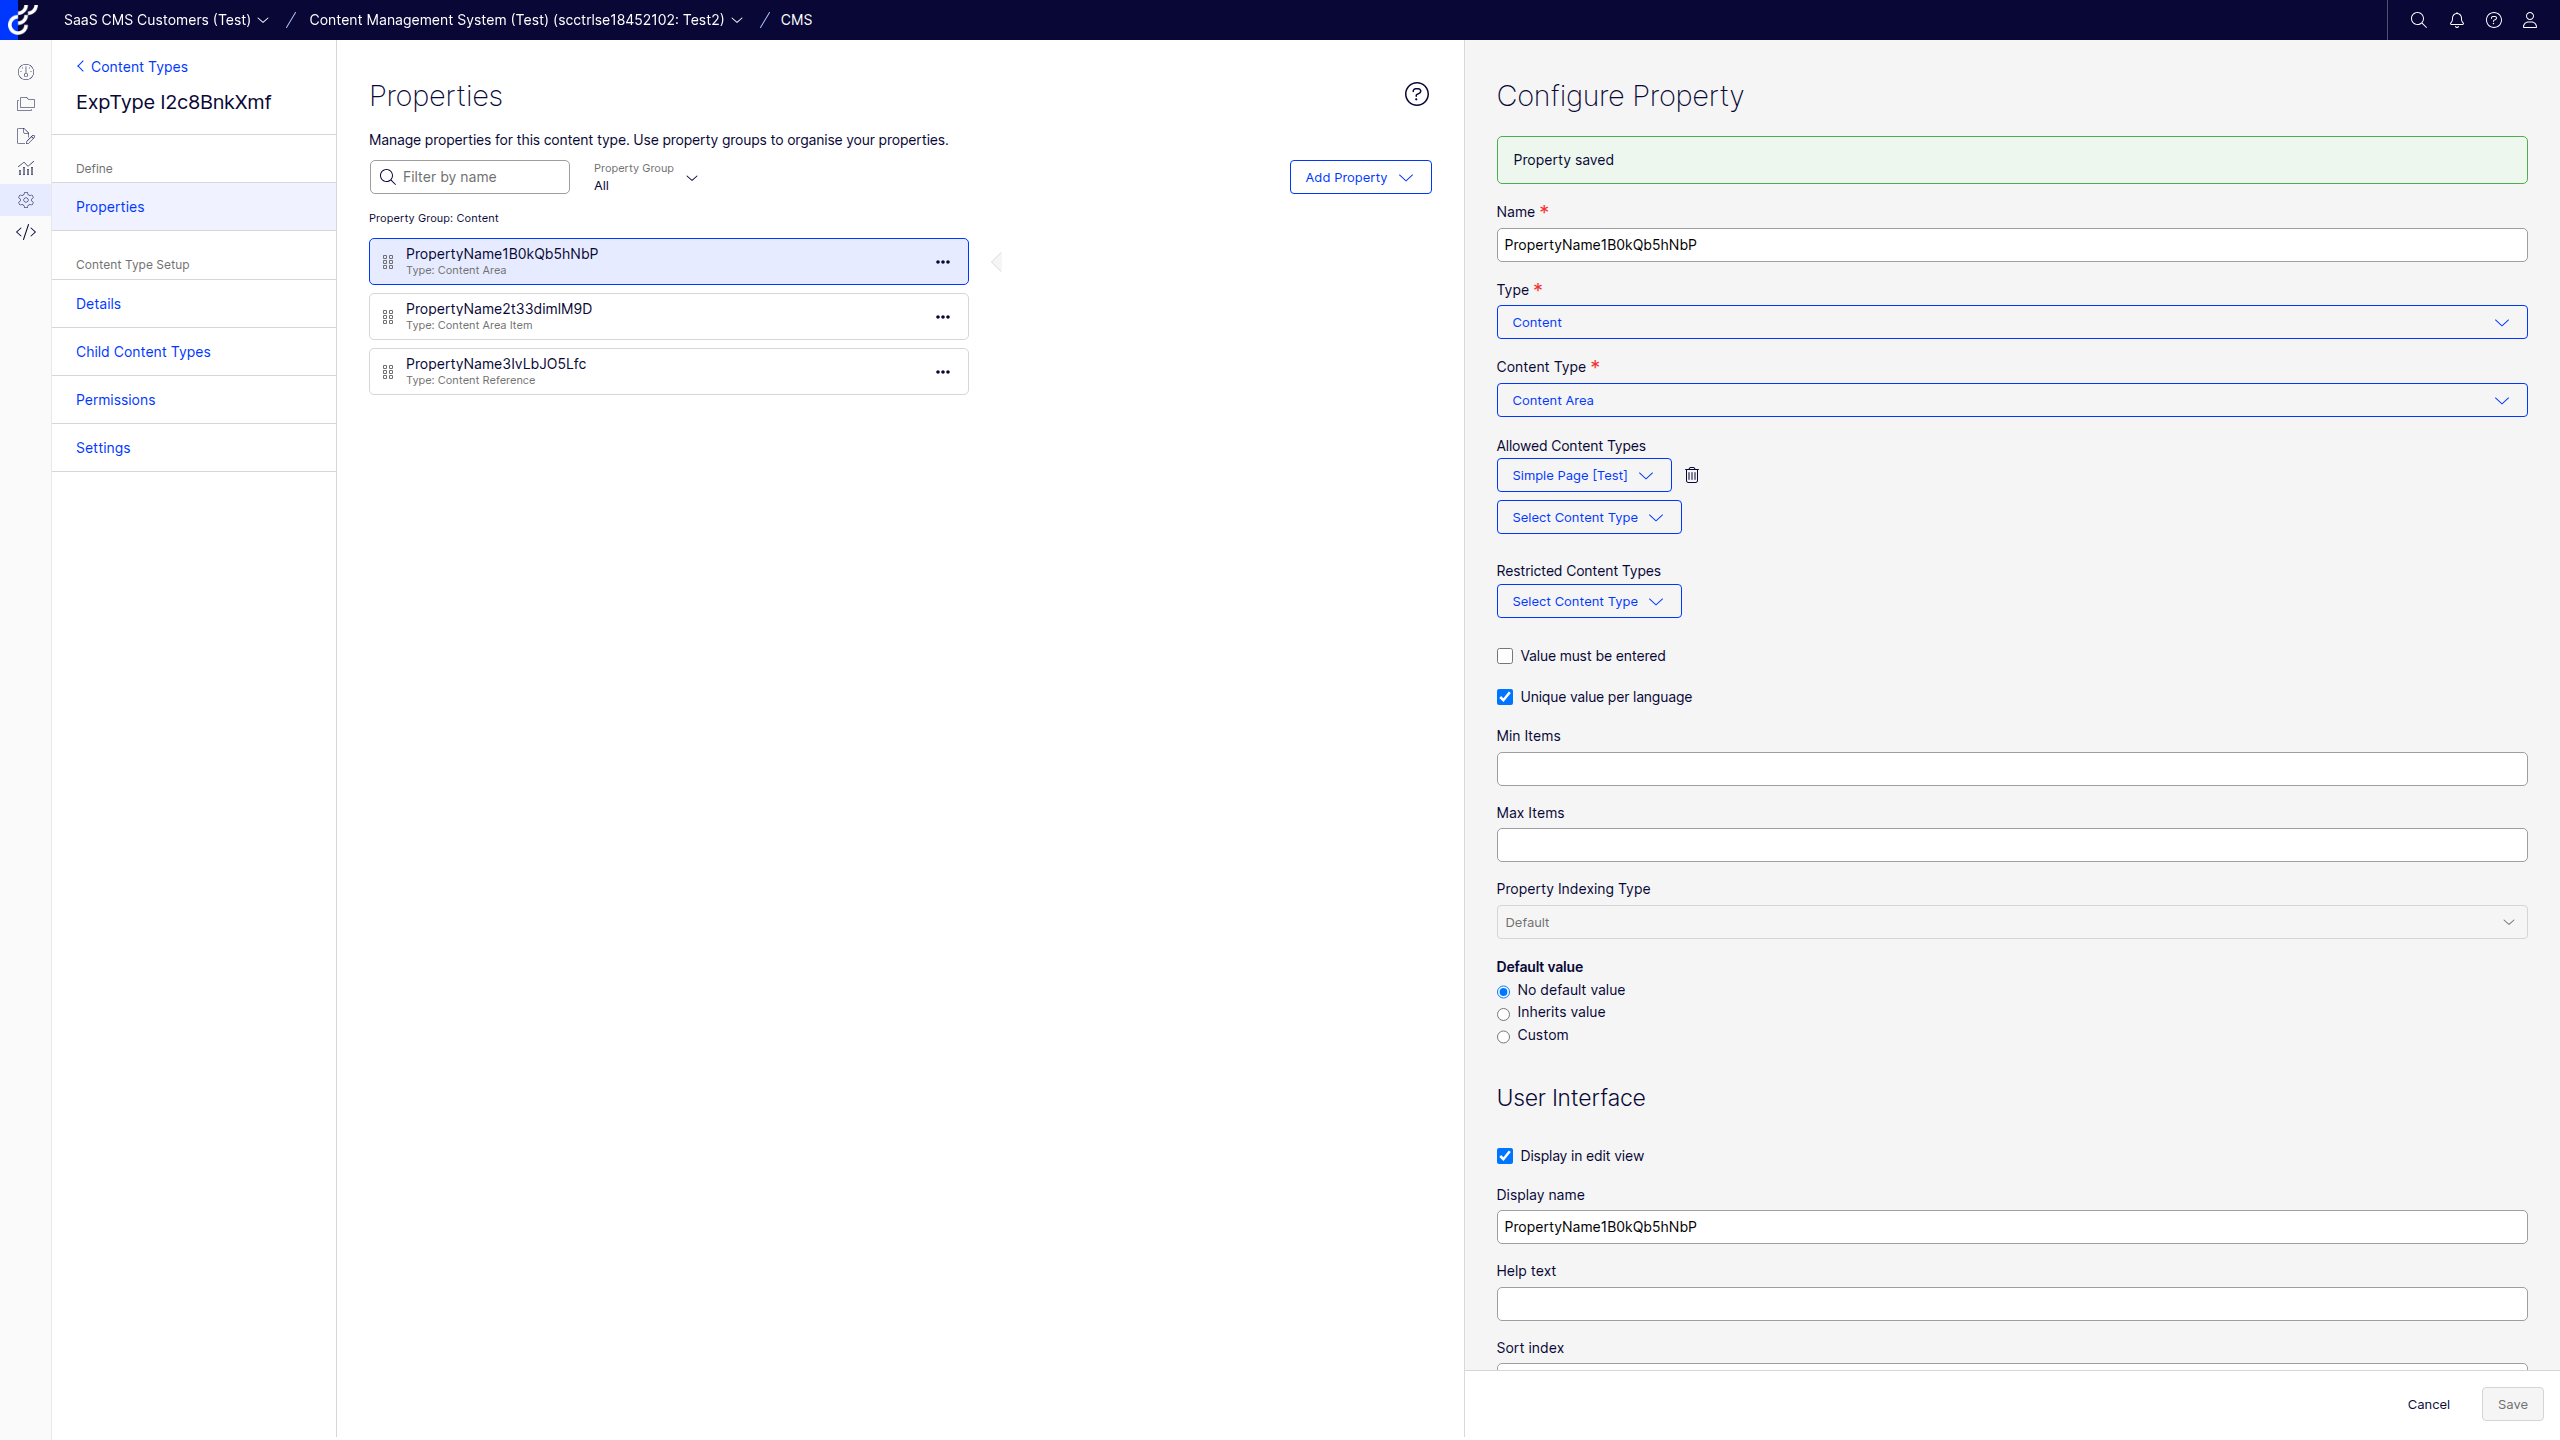 SaaS CMS Customers (Test) / Content Management System (Test) (scctrlse18452102: Test2) / CMS
Content Types
ExpType I2c8BnkXmf
Define
Properties
Content Type Setup
Details
Child Content Types
Permissions
Settings
Properties
Manage properties for this content type. Use property groups to organise your properties.
Filter by name
Property Group
All
Add Property
Property Group: Content
PropertyName1B0kQb5hNbP
Type: Content Area
PropertyName2t33dimIM9D
Type: Content Area Item
PropertyName3IvLbJO5Lfc
Type: Content Reference
Configure Property
Property saved
Name *
PropertyName1B0kQb5hNbP
Type *
Content
Content Type *
Content Area
Allowed Content Types
Simple Page [Test]
Select Content Type
Restricted Content Types
Select Content Type
Value must be entered
Unique value per language
Min Items
Max Items
Property Indexing Type
Default
Default value
No default value
Inherits value
Custom
User Interface
Display in edit view
Display name
PropertyName1B0kQb5hNbP
Help text
Sort index
Cancel
Save